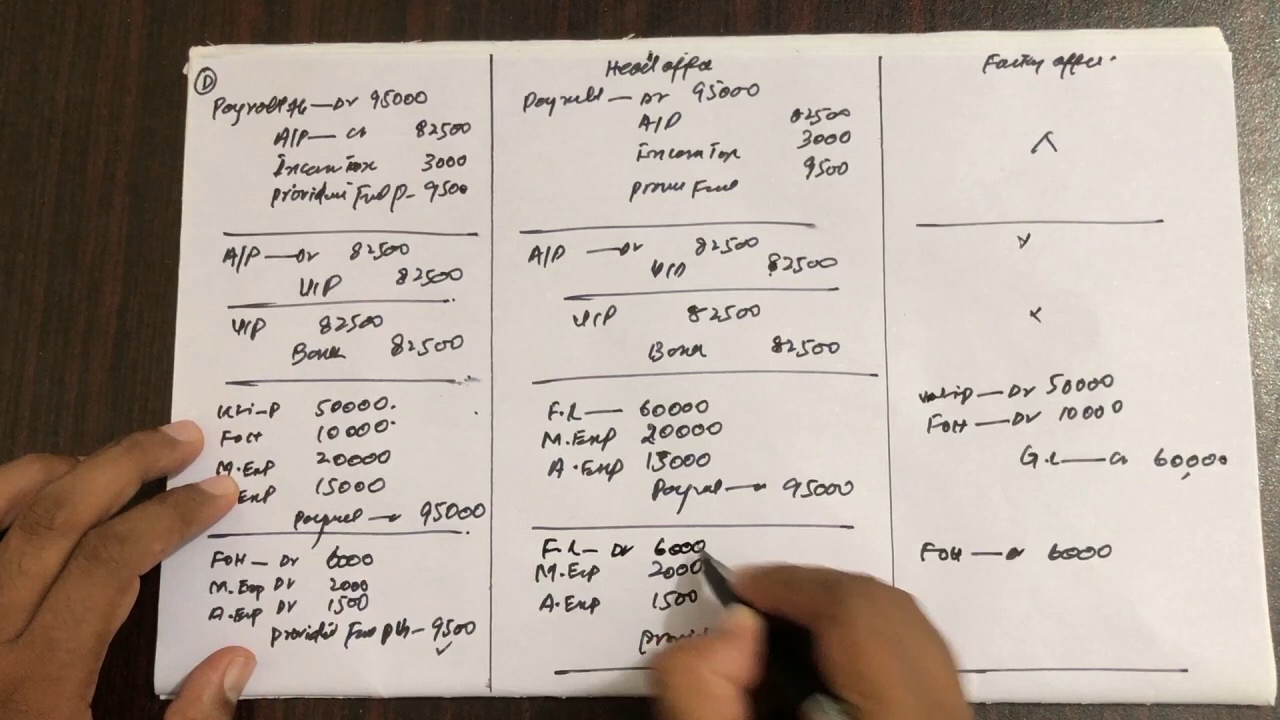 D
Payroll A/c — Dr 95000
A/P — Cr 82500
Income Tax 3000
Provident Fund P- 9500
A/P — Dr 82500
V/P 82500
V/P 82500
Bank 82500
W-i-P 50000
FOH 10000
M.Exp 20000
Exp 15000
Payroll — 95000
FOH — Dr 6000
M.Exp Dr 2000
A.Exp Dr 1500
Provident Fund — 9500
Head office
Payroll — Dr 95000
A/P 82500
Income Tax 3000
Fund 9500
A/P — Dr 82500
V/P 82500
V/P 82500
Bank 82500
F.L — 60000
M.Exp 20000
A.Exp 15000
Payroll — 95000
F.L — Dr 6000
M.Exp 2000
A.Exp 1500
Factory office.
x
x
x
W-i-p — Dr 50000
FOH — Dr 10000
G.L — Cr 60000
FOH — Dr 6000